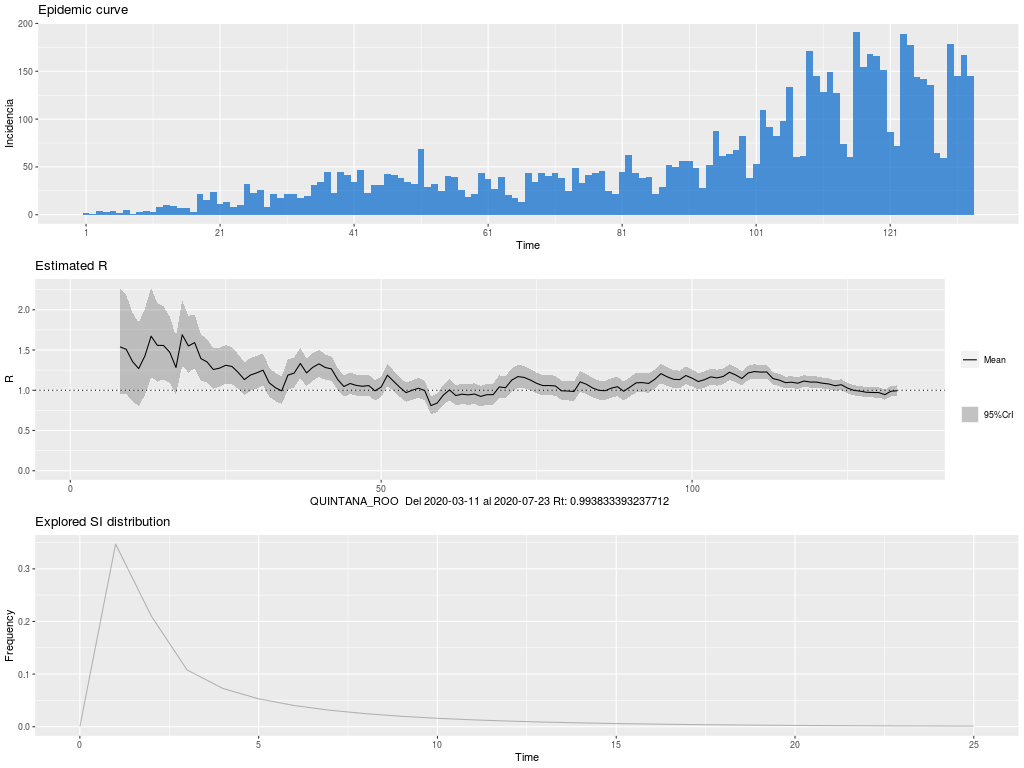 Epidemic curve
200
150
100
50
0
Incidencia
1 21 41 61 81 101 121
Time
Estimated R
2.0
1.5
1.0
0.5
0.0
R
Mean
95%CrI
0 50 100
QUINTANA_ROO Del 2020-03-11 al 2020-07-23 Rt: 0.993833393237712
Explored SI distribution
0.3
0.2
0.1
0.0
Frequency
0 5 10 15 20 25
Time